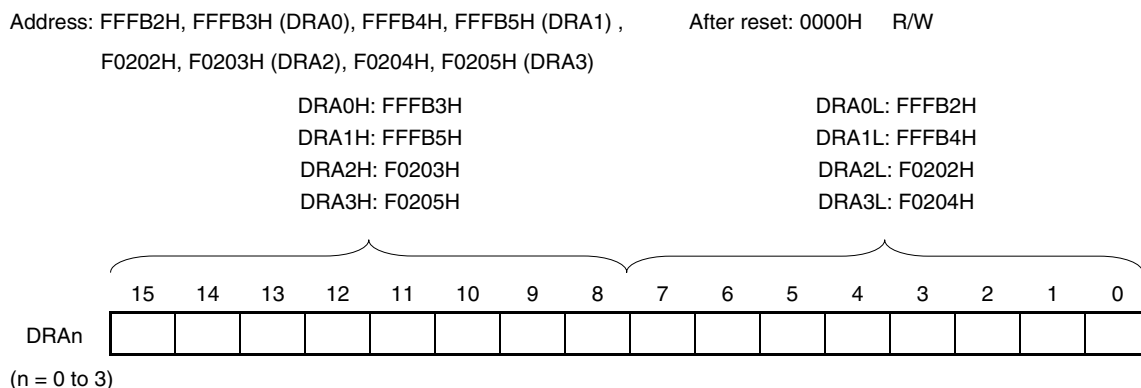 Address: FFFB2H, FFFB3H (DRA0), FFFB4H, FFFB5H (DRA1) , After reset: 0000H R/W
F0202H, F0203H (DRA2), F0204H, F0205H (DRA3)
DRA0H: FFFB3H DRA0L: FFFB2H
DRA1H: FFFB5H DRA1L: FFFB4H
DRA2H: F0203H DRA2L: F0202H
DRA3H: F0205H DRA3L: F0204H
15 14 13 12 11 10 9 8 7 6 5 4 3 2 1 0
DRAn
(n = 0 to 3)